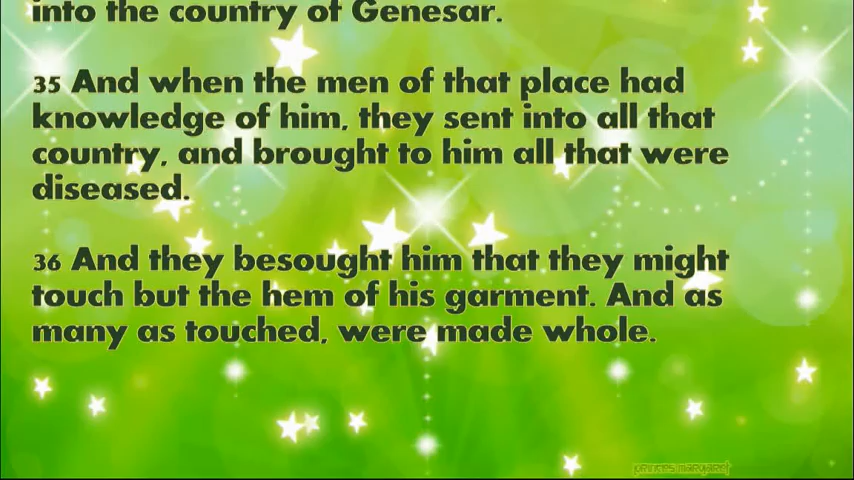 into the country of Genesar.
35 And when the men of that place had
knowledge of him, they sent into all that
country, and brought to him all that were
diseased.
36 And they besought him that they might
touch but the hem of his garment. And as
many as touched, were made whole.